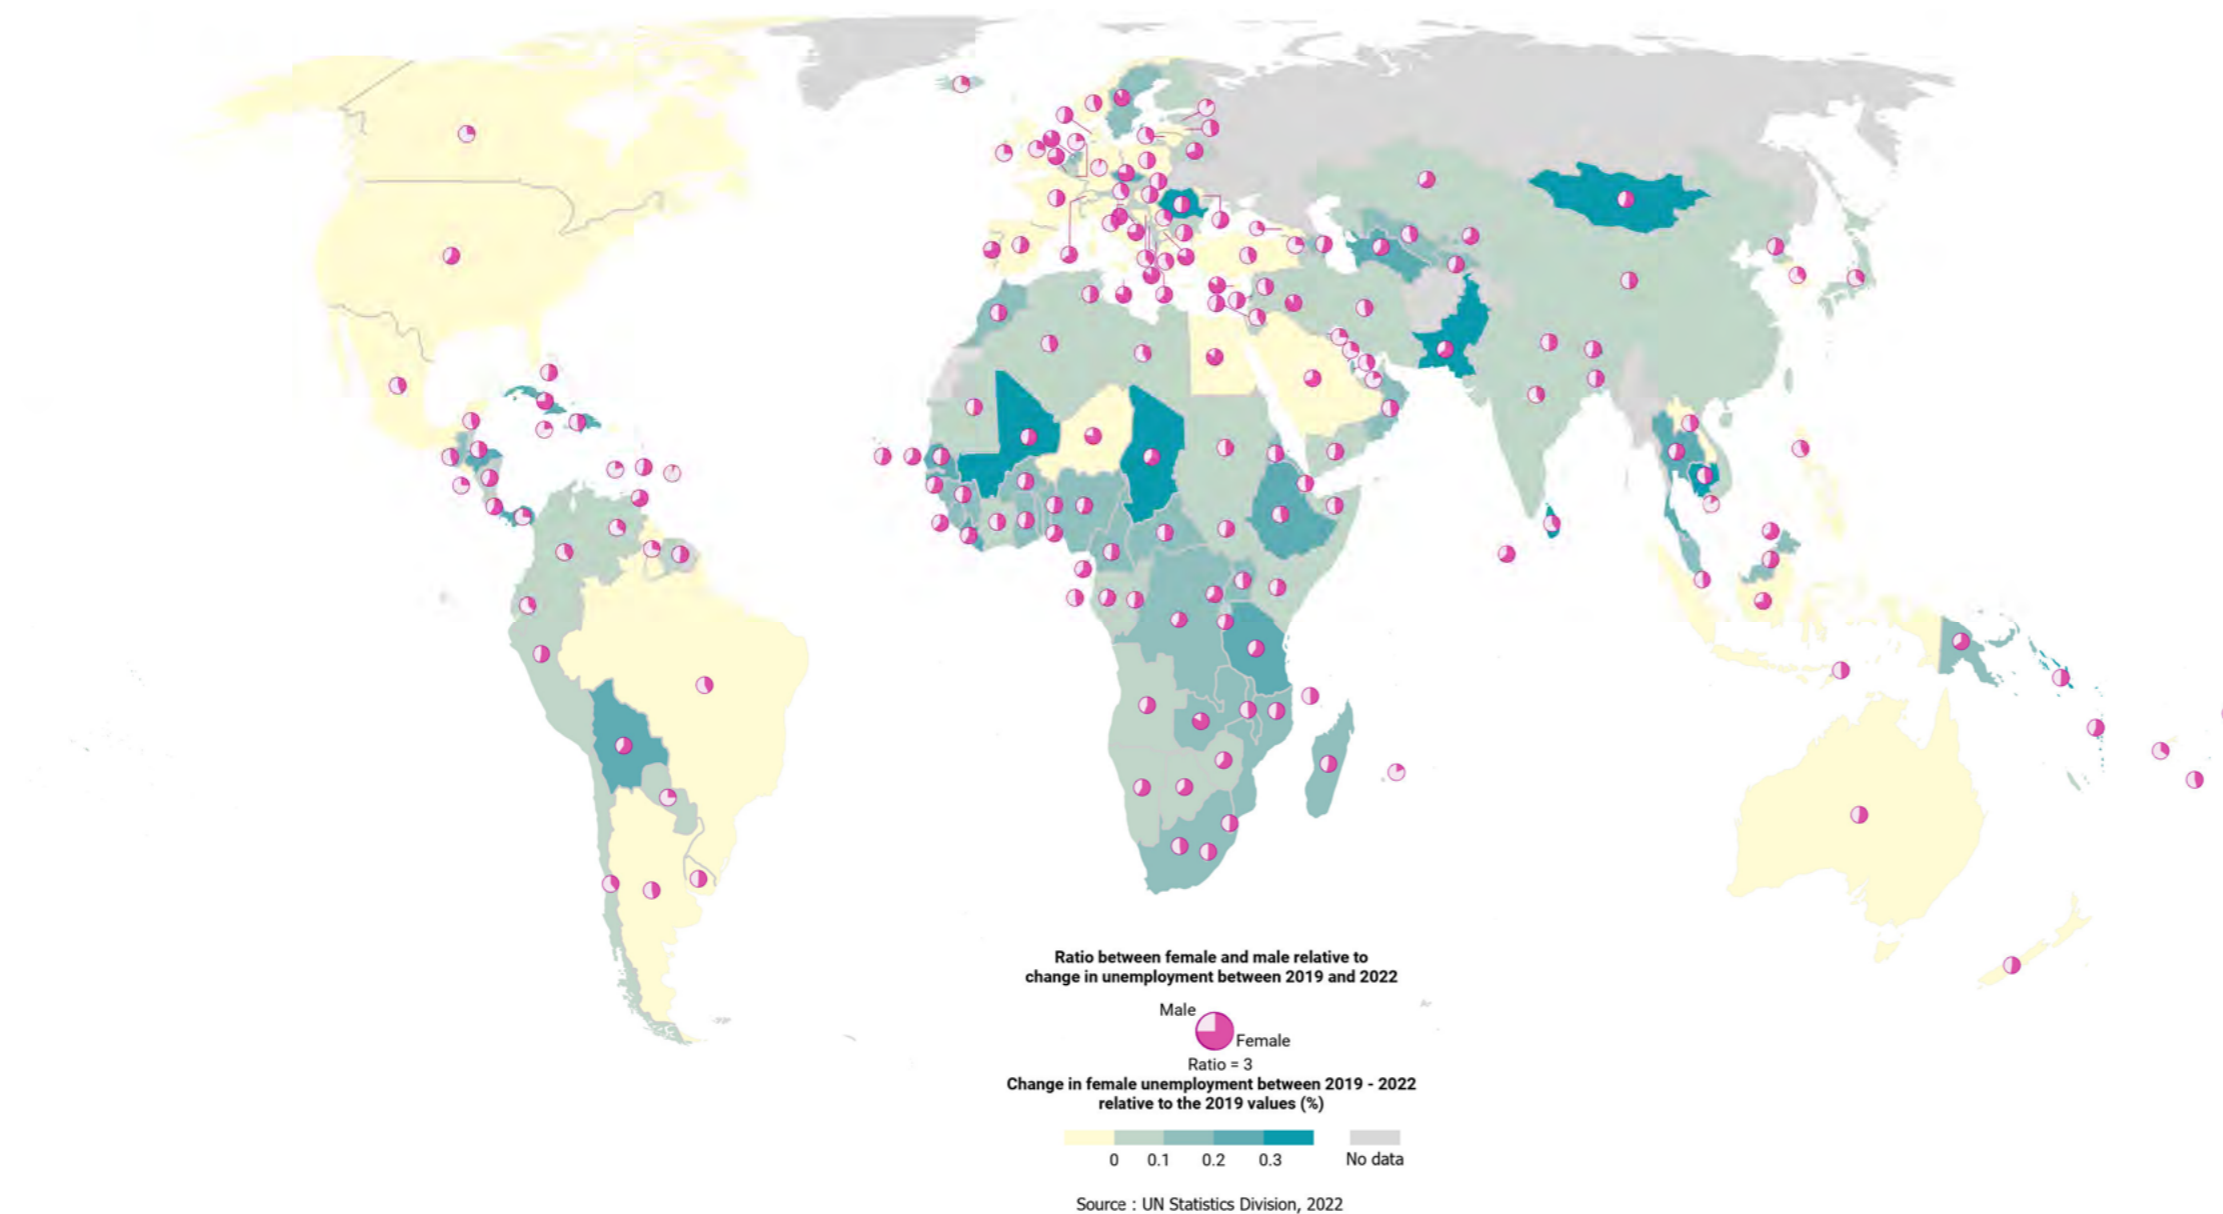 Ratio between female and male relative to
change in unemployment between 2019 and 2022
Male
Female
Ratio = 3
Change in female unemployment between 2019 - 2022
relative to the 2019 values (%)
0 0.1 0.2 0.3 No data
Source : UN Statistics Division, 2022